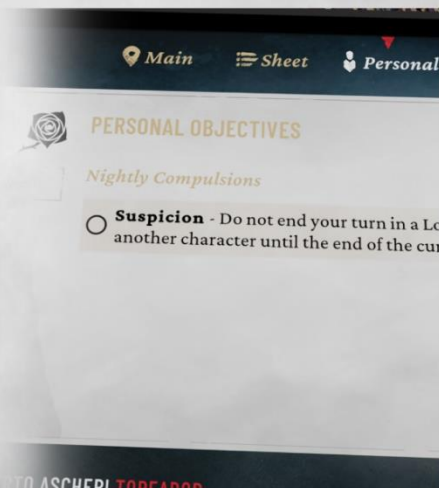 Main Sheet Personal
PERSONAL OBJECTIVES
Nightly Compulsions
Suspicion - Do not end your turn in a
another character until the end of the
ASCHERI TOREADOR